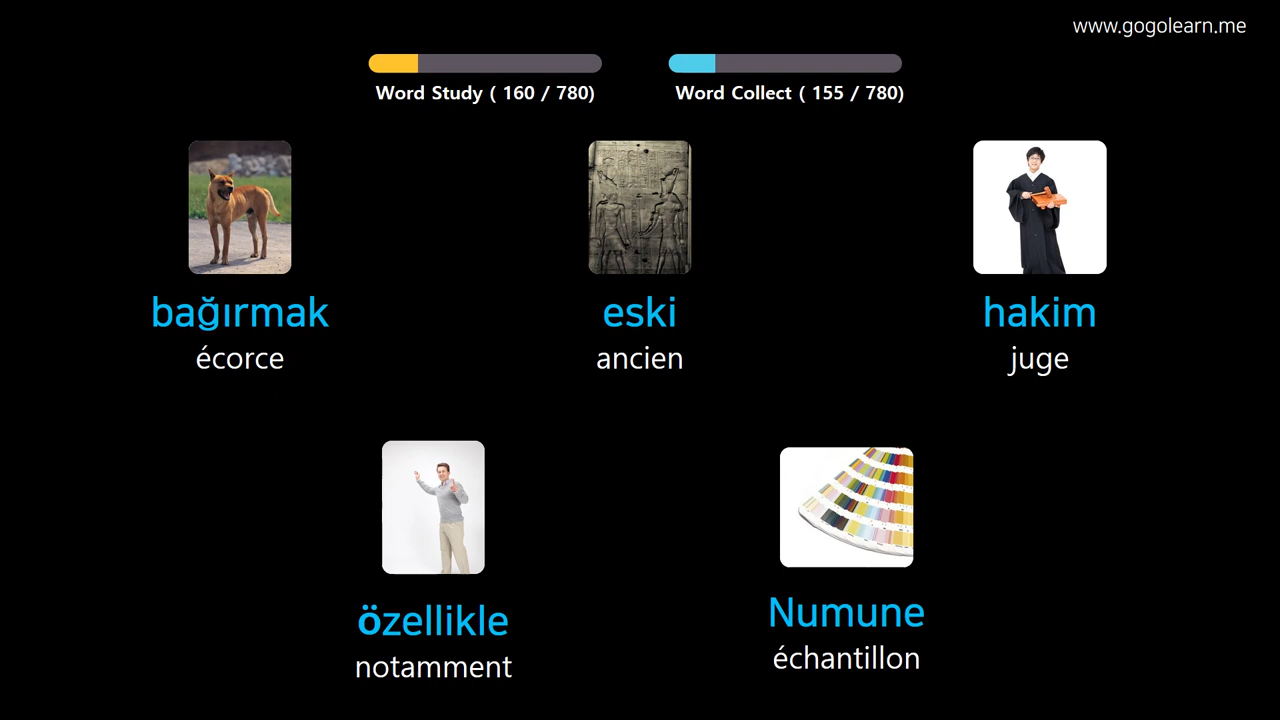 www.gogolearn.me
Word Study ( 160 / 780)
Word Collect ( 155 / 780)
bağırmak
écorce
eski
ancien
hakim
juge
özellikle
notamment
Numune
échantillon